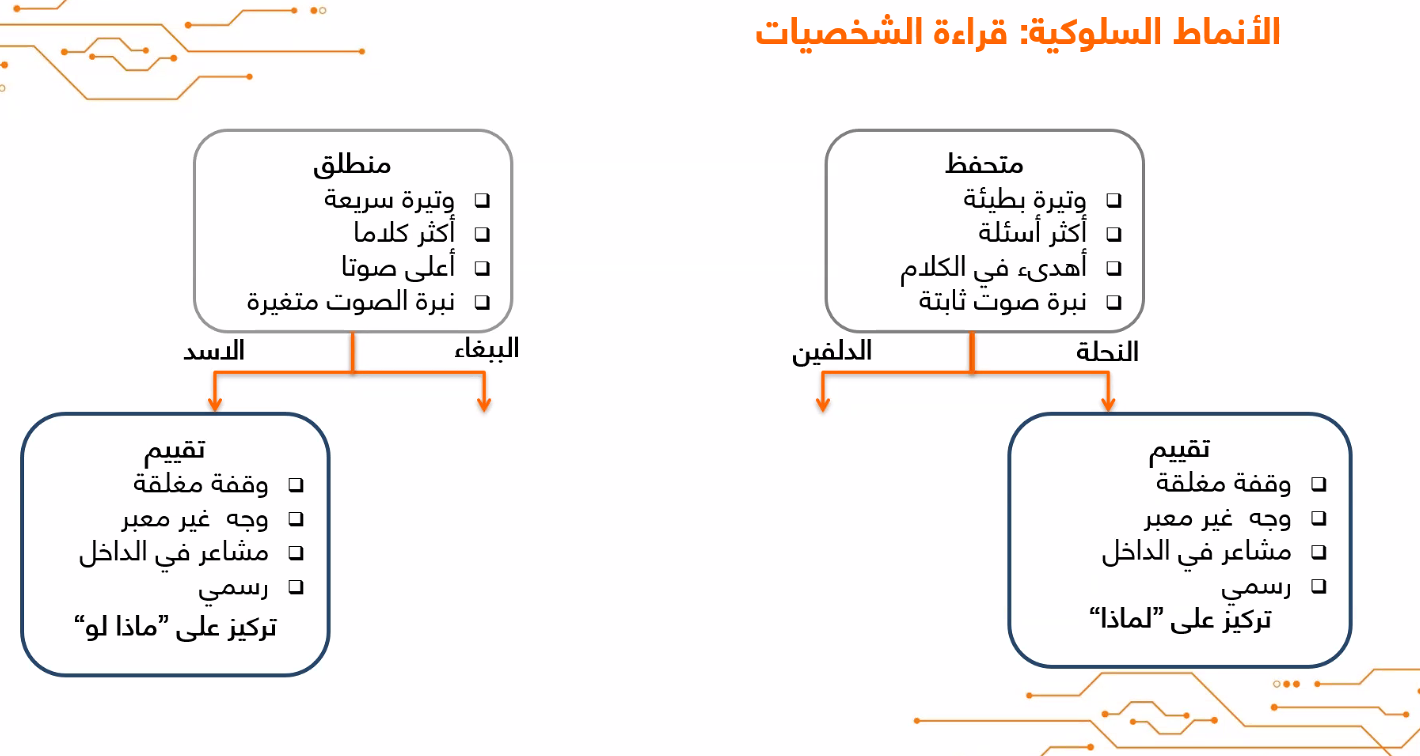 الأنماط السلوكية: قراءة الشخصيات
متحفظ
❑ وتيرة بطيئة
❑ أكثر أسئلة
❑ أهدىء في الكلام
❑ نبرة صوت ثابتة
النحلة
الدلفين
تقييم
❑ وقفة مغلقة
❑ وجه غير معبر
❑ مشاعر في الداخل
❑ رسمي
تركيز على ”لماذا“
منطلق
❑ وتيرة سريعة
❑ أكثر كلاما
❑ أعلى صوتا
❑ نبرة الصوت متغيرة
الببغاء
الاسد
تقييم
❑ وقفة مغلقة
❑ وجه غير معبر
❑ مشاعر في الداخل
❑ رسمي
تركيز على ”ماذا لو“